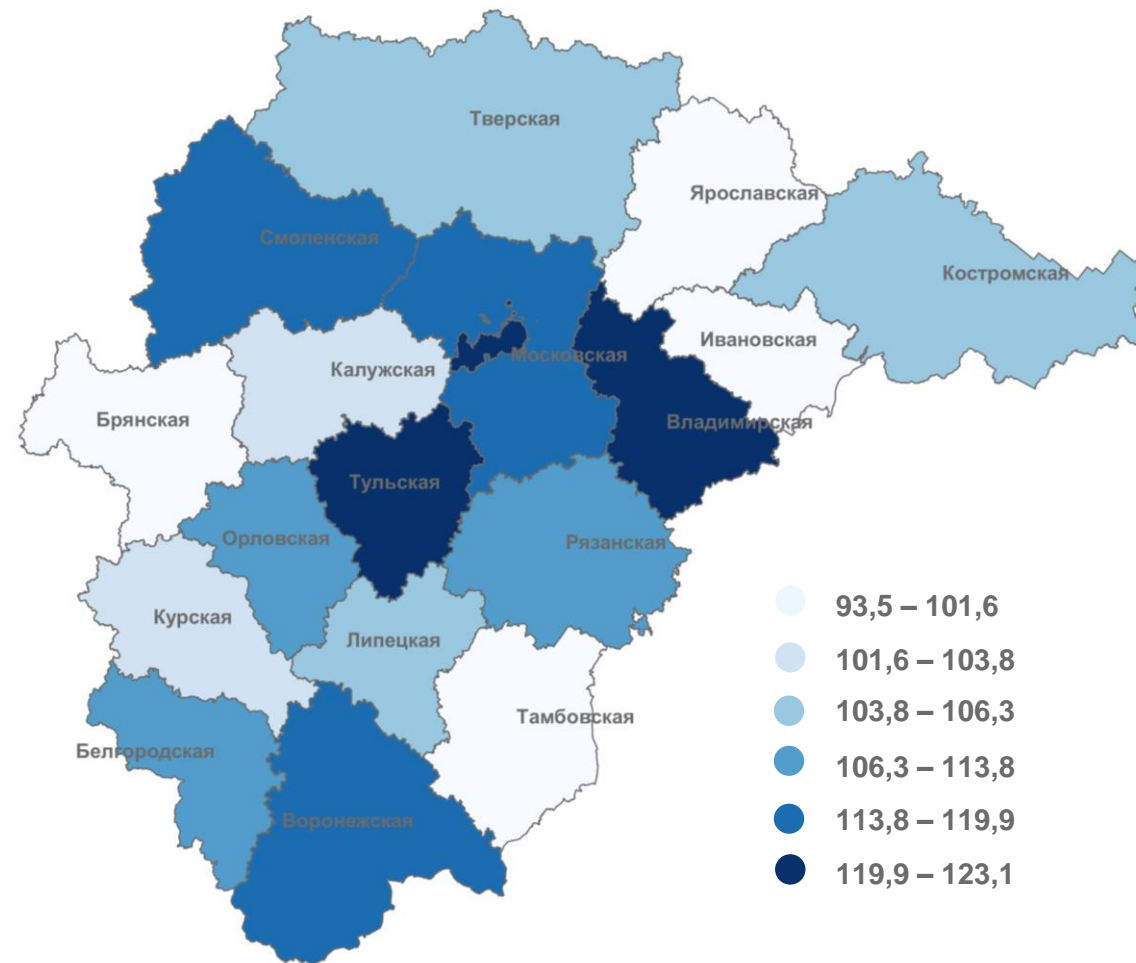 Тверская
Ярославская
Смоленская
Костромская
Ивановская
Московская
Калужская
Брянская
Владимирская
Тульская
Орловская
Рязанская
Курская
Липецкая
Тамбовская
Белгородская
Воронежская
93,5 – 101,6
101,6 – 103,8
103,8 – 106,3
106,3 – 113,8
113,8 – 119,9
119,9 – 123,1